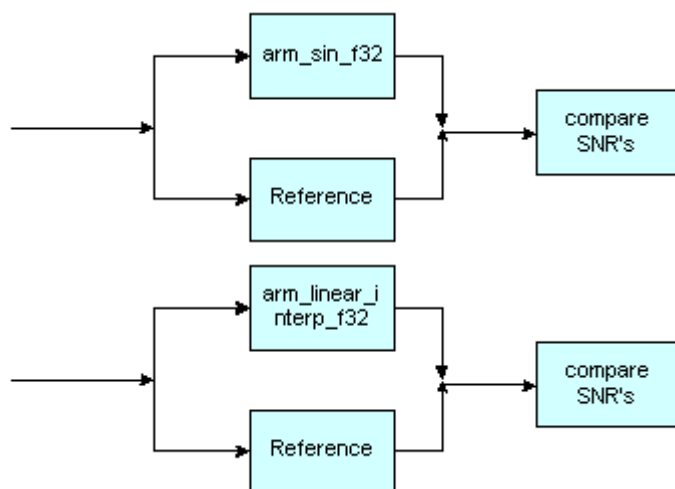 arm_sin_f32
compare
SNR's
Reference
arm_linear_i
nterp_f32
compare
SNR's
Reference